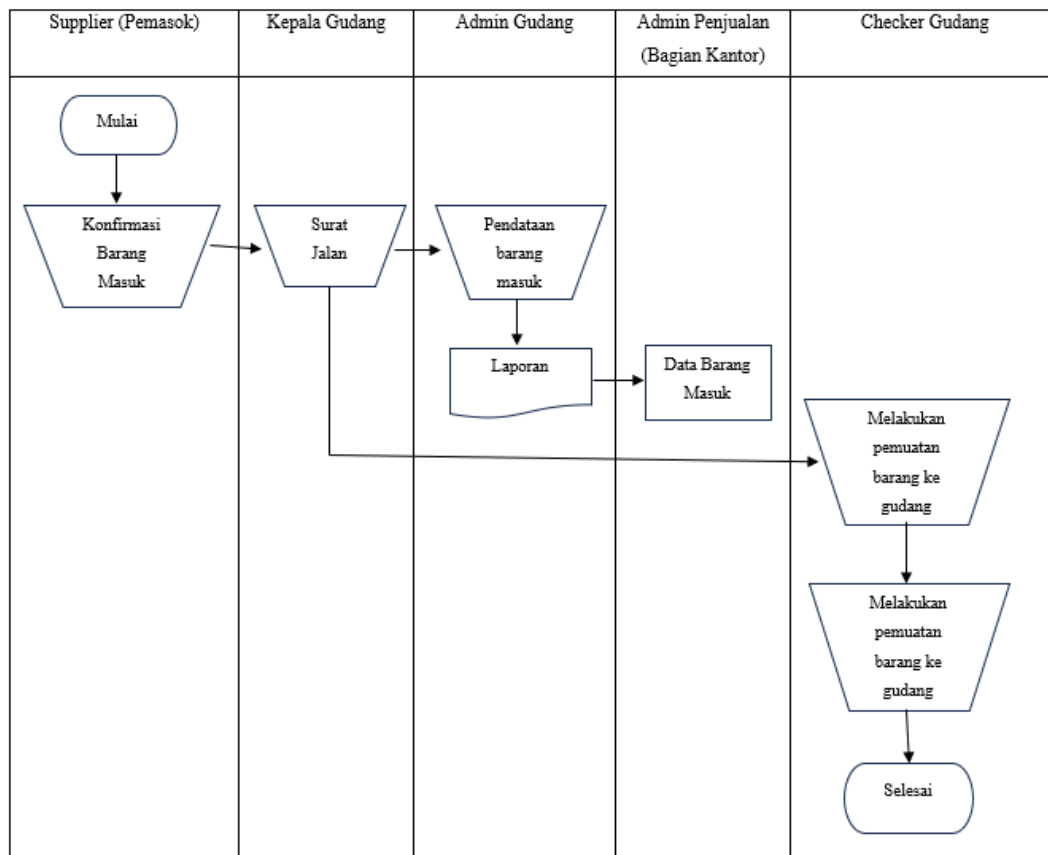 Supplier (Pemasok)
Kepala Gudang
Admin Gudang
Admin Penjualan
(Bagian Kantor)
Checker Gudang
Mulai
Konfirmasi
Barang
Masuk
Surat
Jalan
Pendataan
barang
masuk
Laporan
Data Barang
Masuk
Melakukan
pemuatan
barang ke
gudang
Melakukan
pemuatan
barang ke
gudang
Selesai